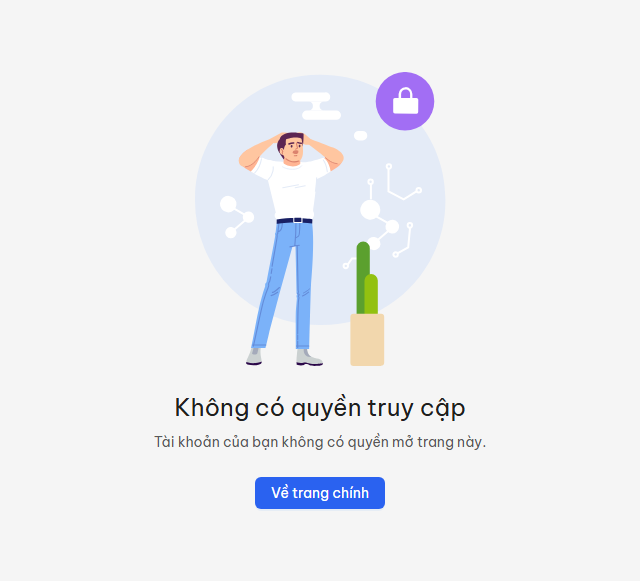 Không có quyền truy cập
Tài khoản của bạn không có quyền mở trang này.
Về trang chính